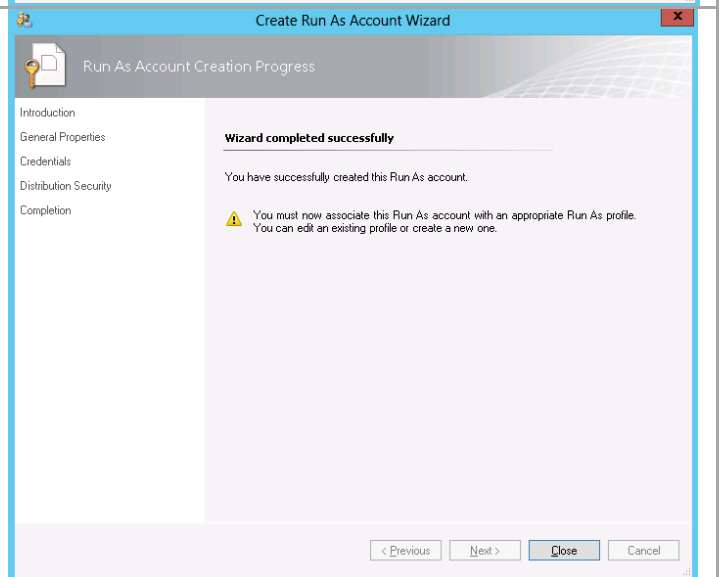 Create Run As Account Wizard
x
Run As Account Creation Progress
Introduction
General Properties
Credentials
Distribution Security
Completion
Wizard completed successfully
You have successfully created this Run As account.
You must now associate this Run As account with an appropriate Run As profile.
You can edit an existing profile or create a new one.
< Previous
Next >
Close
Cancel